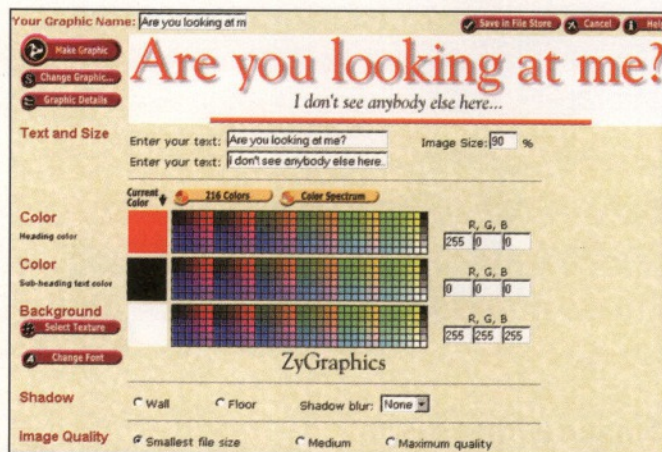 Your Graphic Name: Are you looking at m
Save in File Store Cancel Help
Make Graphic
Change Graphic...
Graphic Details
Are you looking at me?
I don't see anybody else here...
Text and Size
Enter your text: Are you looking at me? Image Size: 90 %
Enter your text: I don't see anybody else here.
Current Color 216 Colors Color Spectrum
Color
Heading color
R, G, B
255 0 0
Color
Sub-heading text color
R, G, B
0 0 0
Background
Select Texture
R, G, B
255 255 255
Change Font
ZyGraphics
Shadow
Wall Floor Shadow blur: None
Image Quality
Smallest file size Medium Maximum quality